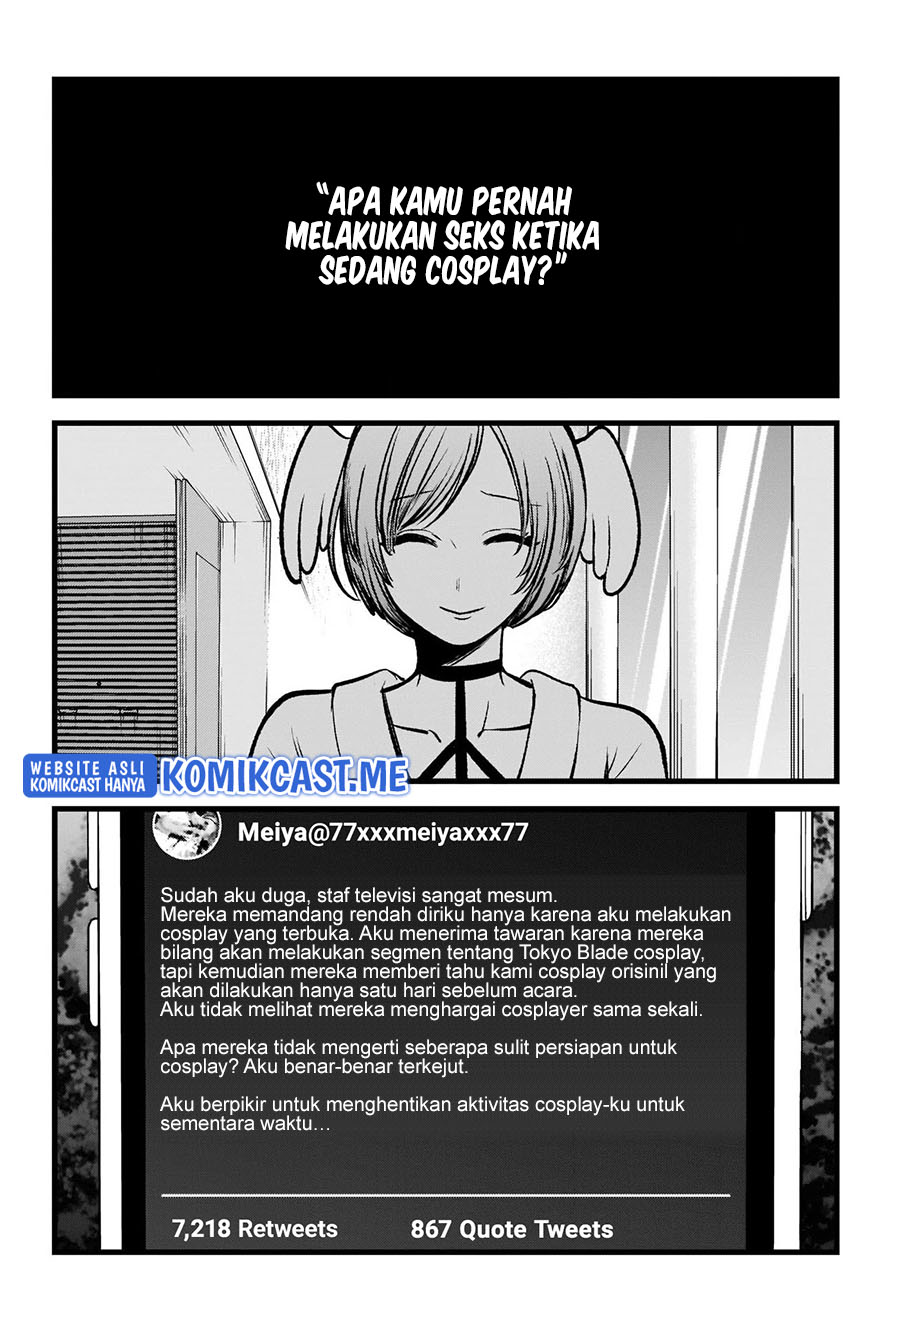 "APA KAMU PERNAH
MELAKUKAN SEKS KETIKA
SEDANG COSPLAY?"
WEBSITE ASLI
KOMIKCAST HANYA
KOMIKCAST.ME
Meiya@77xxxmeiyaxxx77
Sudah aku duga, staf televisi sangat mesum.
Mereka memandang rendah diriku hanya karena aku melakukan
cosplay yang terbuka. Aku menerima tawaran karena mereka
bilang akan melakukan segmen tentang Tokyo Blade cosplay,
tapi kemudian mereka memberi tahu kami cosplay orisinil yang
akan dilakukan hanya satu hari sebelum acara.
Aku tidak melihat mereka menghargai cosplayer sama sekali.
Apa mereka tidak mengerti seberapa sulit persiapan untuk
cosplay? Aku benar-benar terkejut.
Aku berpikir untuk menghentikan aktivitas cosplay-ku untuk
sementara waktu...
7,218 Retweets
867 Quote Tweets